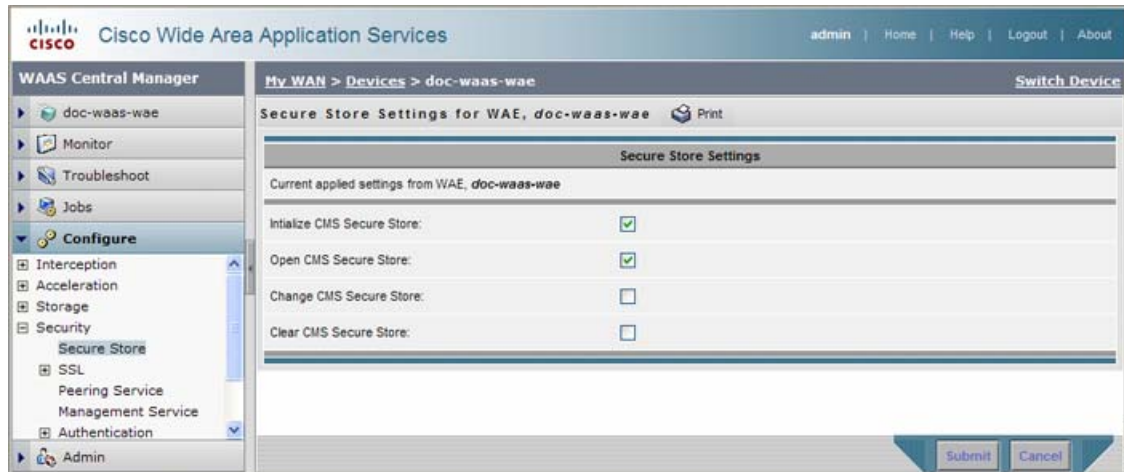 CISCO
Cisco Wide Area Application Services
admin | Home | Help | Logout | About
WAAS Central Manager
My WAN > Devices > doc-waas-wae
Switch Device
doc-waas-wae
Monitor
Troubleshoot
Jobs
Configure
Interception
Acceleration
Storage
Security
Secure Store
SSL
Peering Service
Management Service
Authentication
Admin
Secure Store Settings for WAE, doc-waas-wae
Print
Secure Store Settings
Current applied settings from WAE, doc-waas-wae
Intialize CMS Secure Store:
Open CMS Secure Store:
Change CMS Secure Store:
Clear CMS Secure Store:
Submit
Cancel